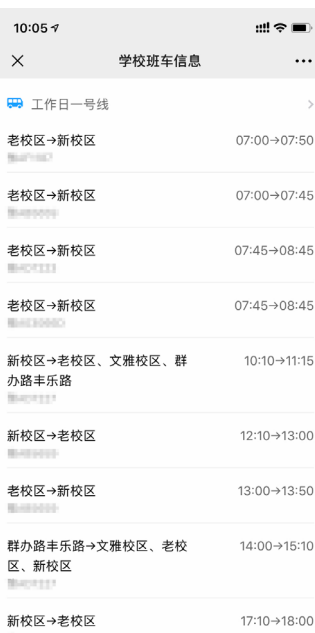 10:05
学校班车信息
工作日一号线
老校区→新校区 07:00→07:50
老校区→新校区 07:00→07:45
老校区→新校区 07:45→08:45
老校区→新校区 07:45→08:45
新校区→老校区、文雅校区、群 10:10→11:15
办路丰乐路
新校区→老校区 12:10→13:00
老校区→新校区 13:00→13:50
群办路丰乐路→文雅校区、老校 14:00→15:10
区、新校区
新校区→老校区 17:10→18:00